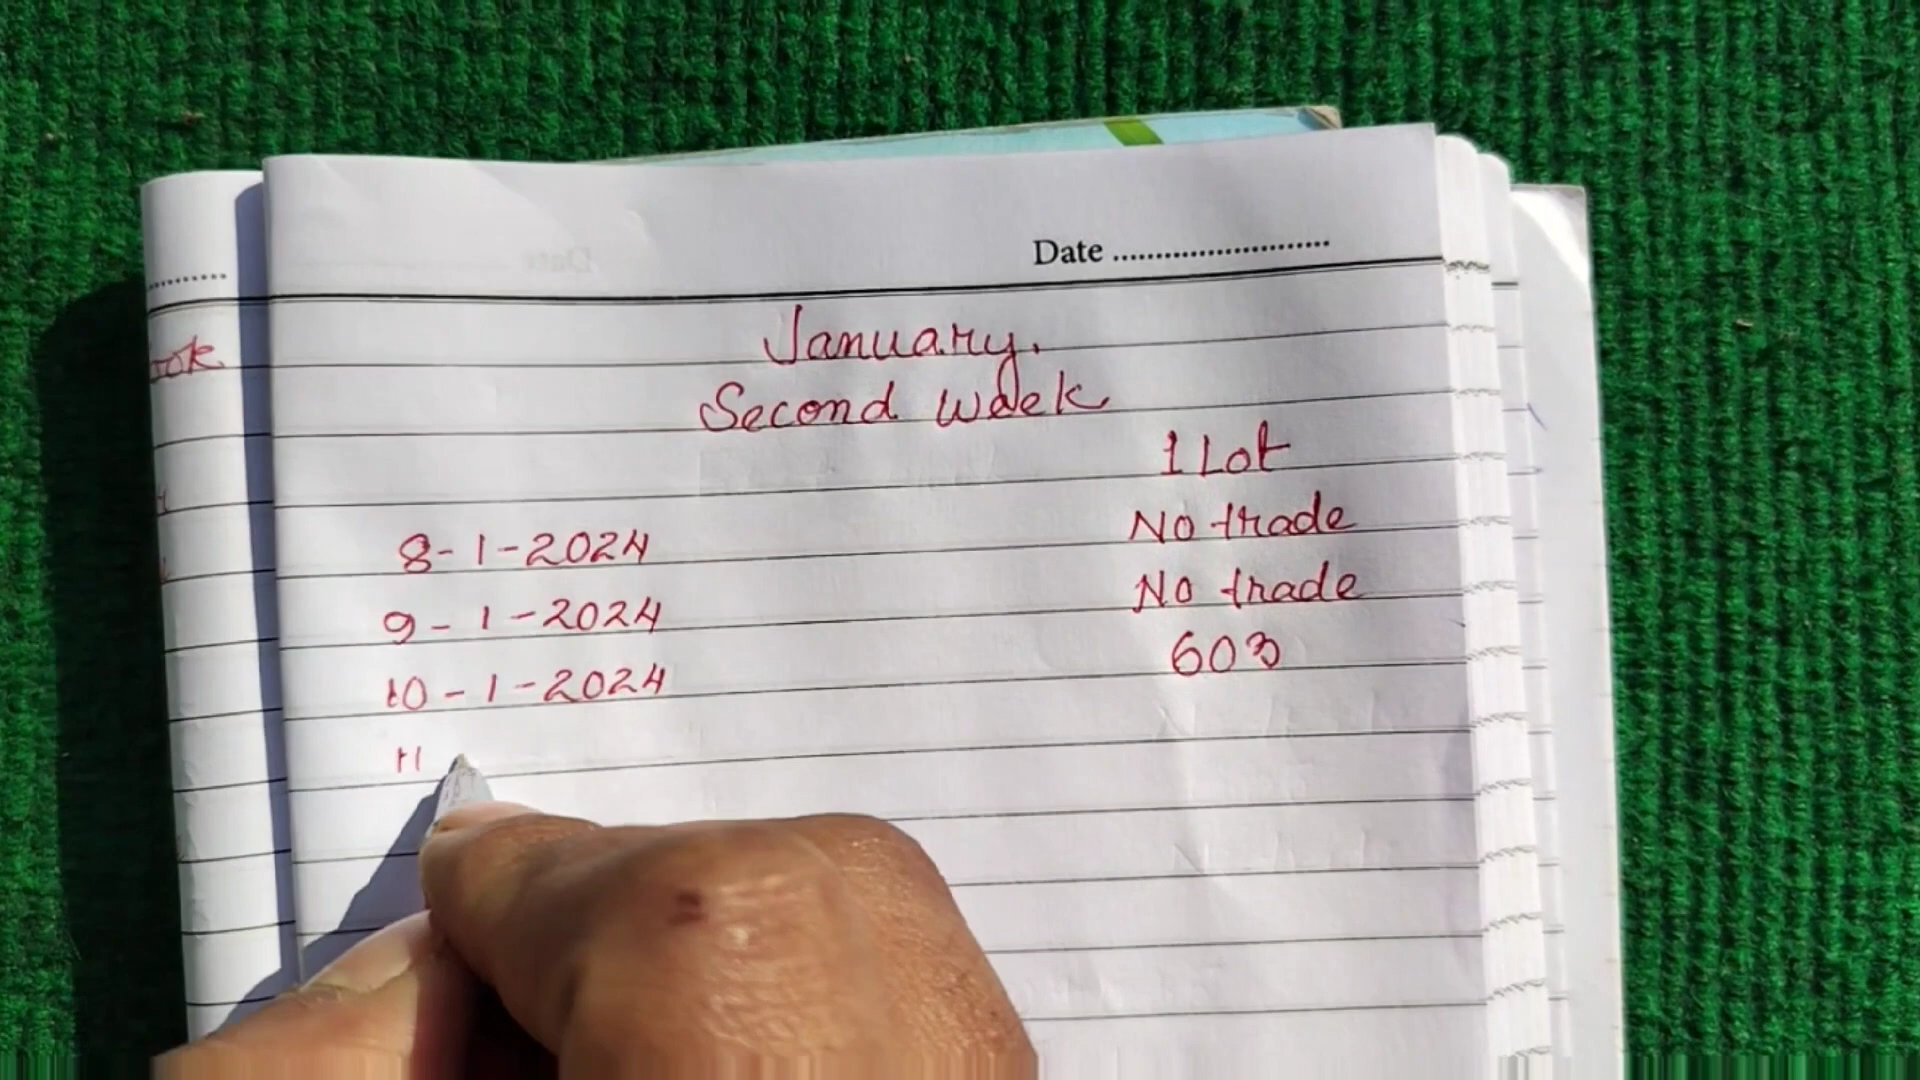 Date ..........................
January.
Second Week
1 Lot
8-1-2024 No trade
9-1-2024 No trade
10-1-2024 603
11